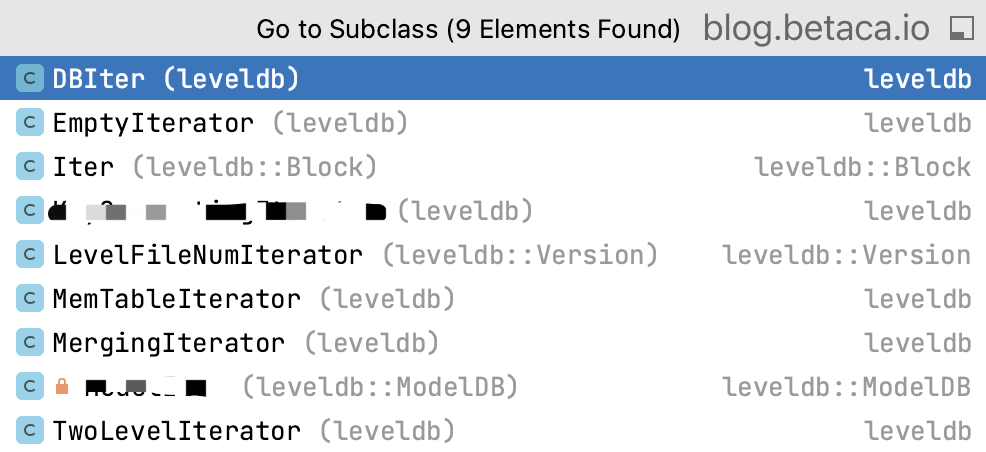 Go to Subclass (9 Elements Found) blog.betaca.io
C DBIter (leveldb) leveldb
C EmptyIterator (leveldb) leveldb
C Iter (leveldb::Block) leveldb::Block
C (leveldb) leveldb
C LevelFileNumIterator (leveldb::Version) leveldb::Version
C MemTableIterator (leveldb) leveldb
C MergingIterator (leveldb) leveldb
C (leveldb::ModelDB) leveldb::ModelDB
C TwoLevelIterator (leveldb) leveldb